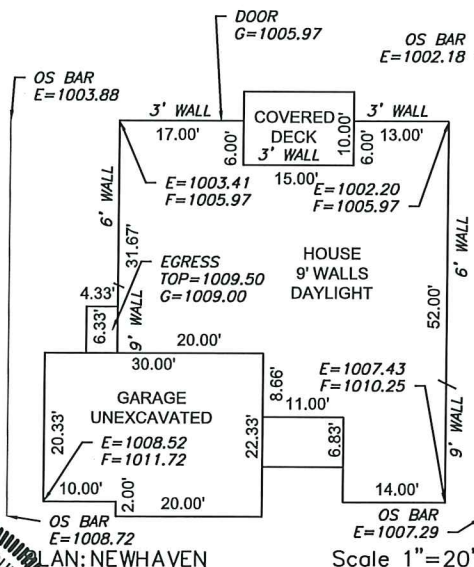 DOOR
G=1005.97
OS BAR
E=1002.18
OS BAR
E=1003.88
3' WALL
17.00'
6.00'
COVERED
DECK
10.00'
3' WALL
13.00'
6.00'
3' WALL
15.00'
E=1003.41
F=1005.97
E=1002.20
F=1005.97
6' WALL
31.67'
6' WALL
EGRESS
TOP=1009.50
G=1009.00
HOUSE
9' WALLS
DAYLIGHT
52.00'
4.33'
6.33'
9' WALL
20.00'
30.00'
E=1007.43
F=1010.25
8.66'
11.00'
GARAGE
UNEXCAVATED
20.33'
22.33'
6.83'
9' WALL
E=1008.52
F=1011.72
10.00'
2.00'
20.00'
14.00'
OS BAR
E=1008.72
OS BAR
E=1007.29
LAN: NEWHAVEN
Scale 1"=20'